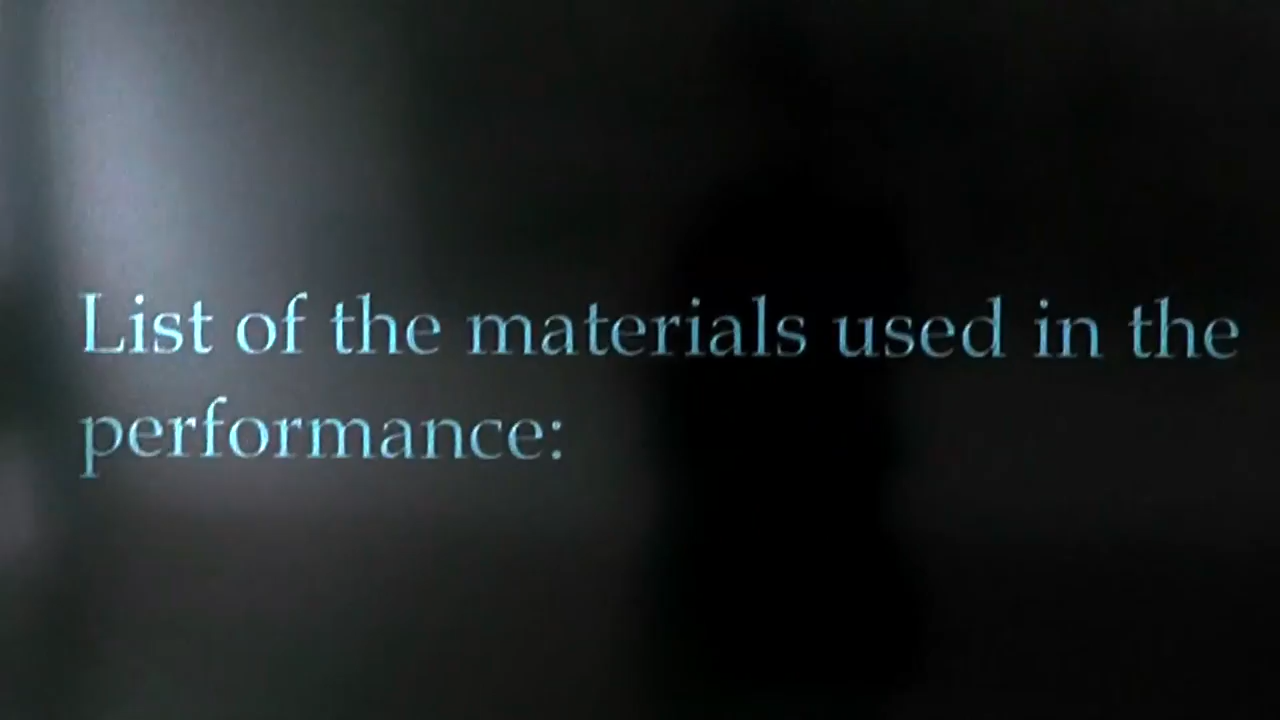 List of the materials used in the
performance: